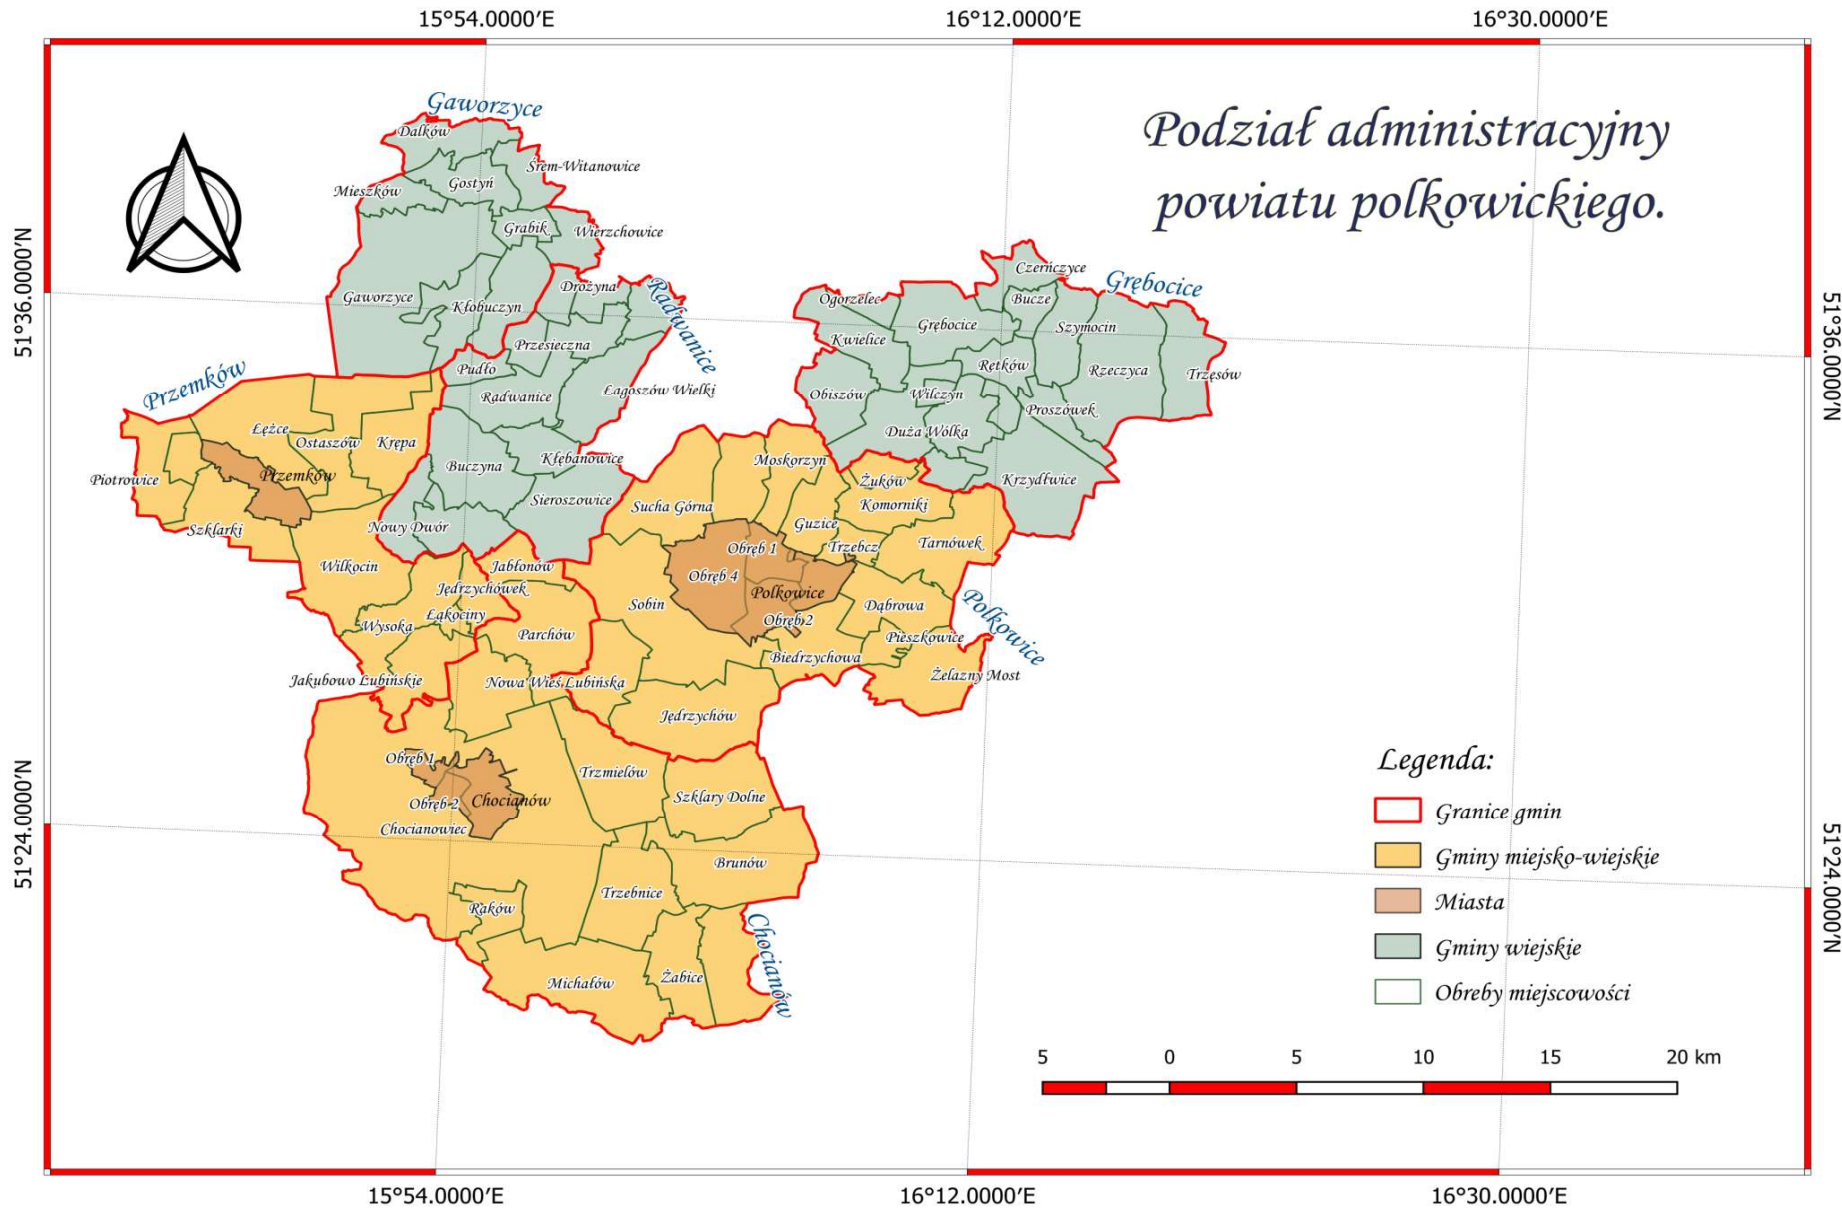 15°54.0000′E
16°12.0000′E
16°30.0000′E
Podział administracyjny
powiatu polkowickiego.
51°36.0000′N
51°36.0000′N
51°24.0000′N
51°24.0000′N
Gaworzyce
Dalków
Śrem-Witanowice
Gostyń
Mieszków
Grabik
Wierzchowice
Gaworzyce
Kłobuczyn
Drożyna
Radwanice
Przesieczna
Pudło
Radwanice
Łagoszów Wielki
Buczyna
Kłębanowice
Sieroszowice
Nowy Dwór
Czerńczyce
Grębocice
Ogorzelec
Bucze
Grębocice
Szymocin
Kwielice
Rętków
Rzeczyca
Trzęsów
Obiszów
Wilczyn
Proszówek
Duża Wólka
Krzydłwice
Przemków
Łężce
Ostaszów
Krępa
Piotrowice
Przemków
Szklarki
Wilkocin
Jędrzychówek
Łąkociny
Wysoka
Jakubowo Lubińskie
Moskorzyn
Żuków
Komorniki
Sucha Górna
Guzice
Trzebcz
Tarnówek
Obręb 1
Obręb 4
Polkowice
Obręb 2
Sobin
Dąbrowa
Polkowice
Pieszkowice
Biedrzychowa
Żelazny Most
Jędrzychów
Jabłonów
Parchów
Nowa Wieś Lubińska
Obręb 1
Obręb 2
Chocianów
Chocianowiec
Trzmielów
Szklary Dolne
Brunów
Trzebnice
Raków
Michałów
Żabice
Chocianów
Legenda:
Granice gmin
Gminy miejsko-wiejskie
Miasta
Gminy wiejskie
Obreby miejscowości
5 0 5 10 15 20 km
15°54.0000′E
16°12.0000′E
16°30.0000′E